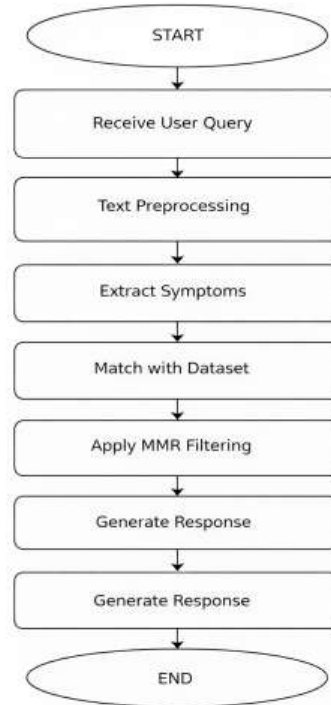 START
Receive User Query
Text Preprocessing
Extract Symptoms
Match with Dataset
Apply MMR Filtering
Generate Response
Generate Response
END